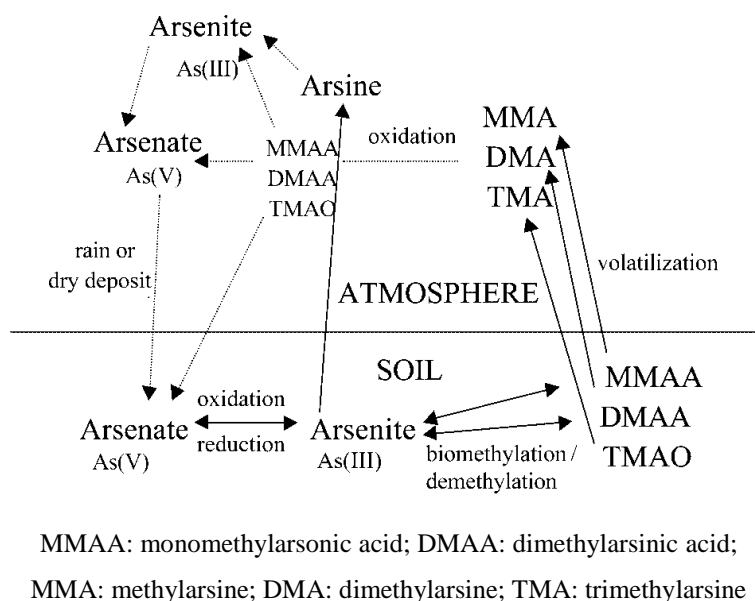 Arsenite
As(III)
Arsine
Arsenate
As(V)
MMAA
DMAA
TMAO
oxidation
MMA
DMA
TMA
rain or
dry deposit
volatilization
ATMOSPHERE
SOIL
oxidation
reduction
Arsenate
As(V)
Arsenite
As(III)
biomethylation /
demethylation
MMAA
DMAA
TMAO
MMAA: monomethylarsonic acid; DMAA: dimethylarsinic acid;
MMA: methylarsine; DMA: dimethylarsine; TMA: trimethylarsine